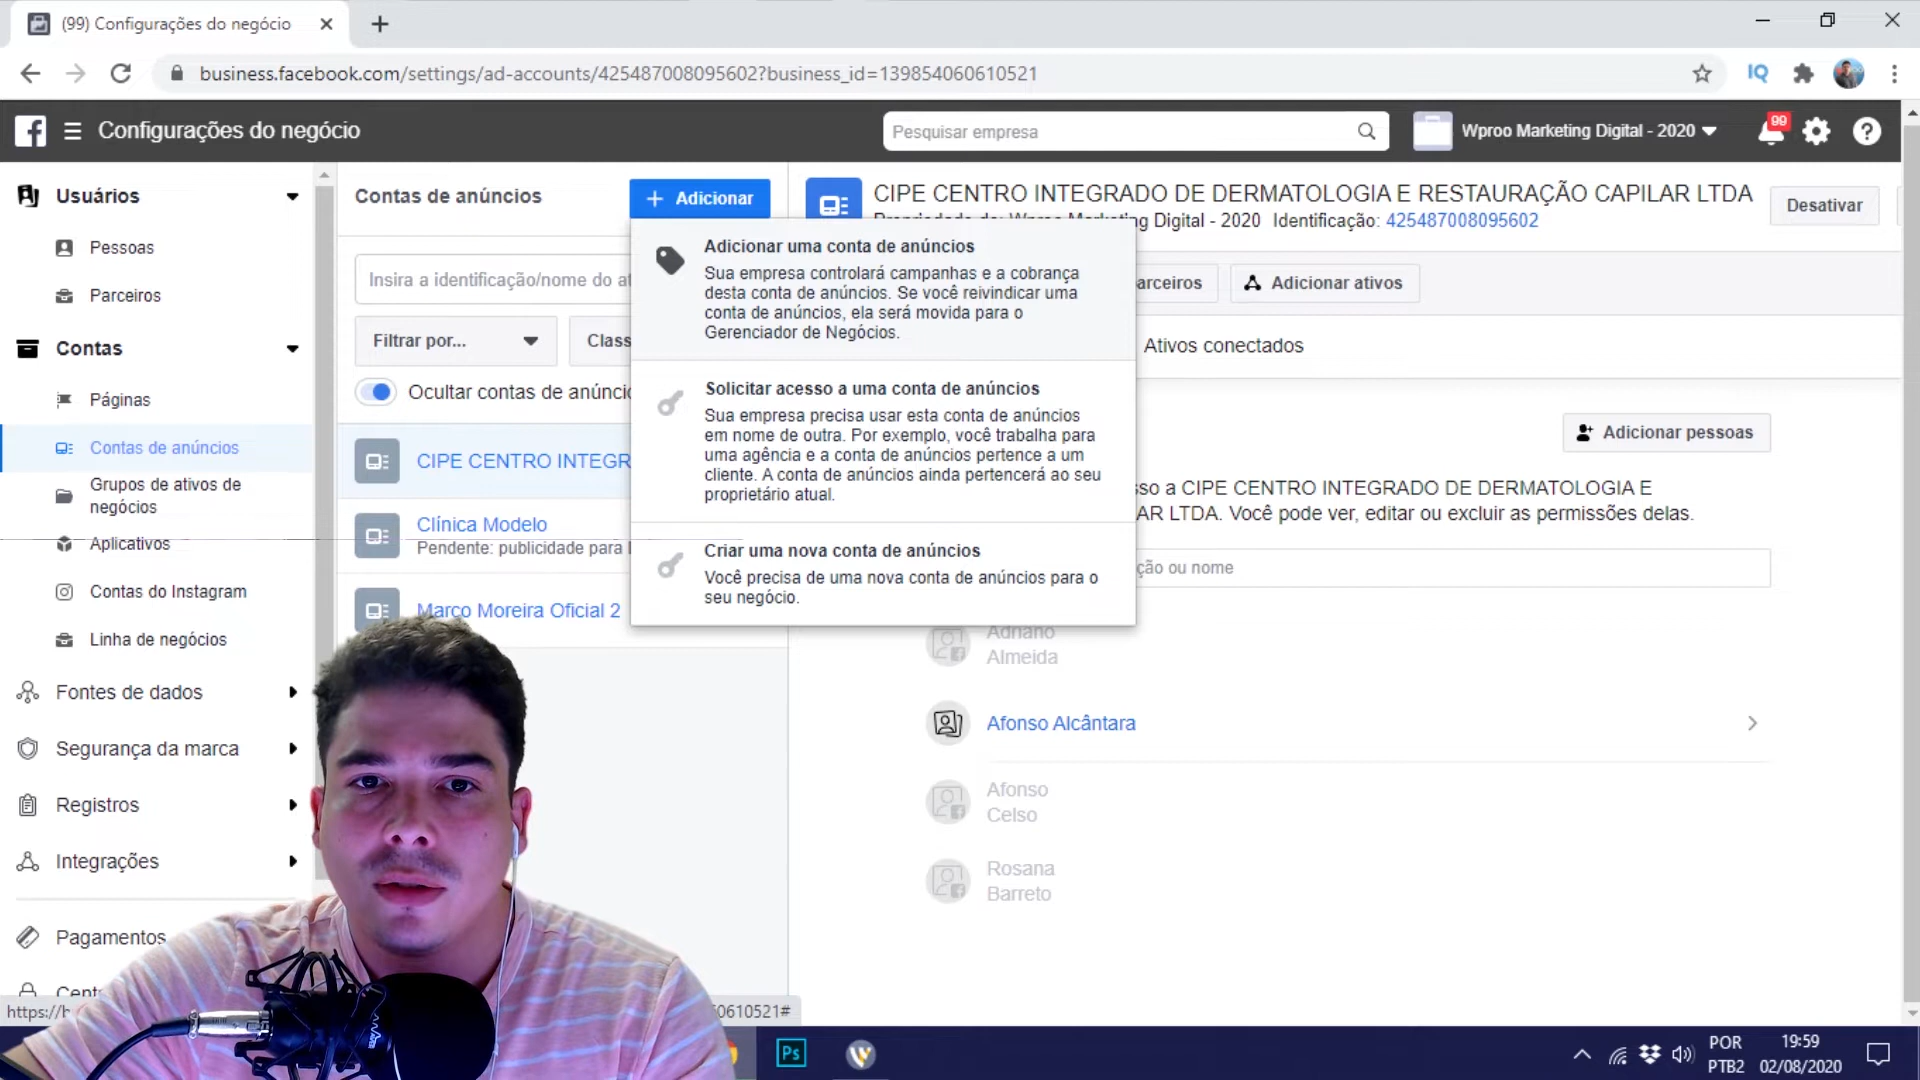 (99) Configurações do negócio
business.facebook.com/settings/ad-accounts/425487008095602?business_id=139854060610521
IQ
Configurações do negócio
Pesquisar empresa
Wproo Marketing Digital - 2020
99
Usuários
Pessoas
Parceiros
Contas
Páginas
Contas de anúncios
Grupos de ativos de
negócios
Aplicativos
Contas do Instagram
Linha de negócios
Fontes de dados
Segurança da marca
Registros
Integrações
Pagamentos
https://b
0610521#
Contas de anúncios
Adicionar
Insira a identificação/nome do
Filtrar por...
Class
Ocultar contas de
CIPE CENTRO INTEGR
Clínica Modelo
Pendente: publicidade para
Marco Moreira Oficial 2
Adicionar uma conta de anúncios
Sua empresa controlará campanhas e a cobrança
desta conta de anúncios. Se você reivindicar uma
conta de anúncios, ela será movida para o
Gerenciador de Negócios.
Solicitar acesso a uma conta de anúncios
Sua empresa precisa usar esta conta de anúncios
em nome de outra. Por exemplo, você trabalha para
uma agência e a conta de anúncios pertence a um
cliente. A conta de anúncios ainda pertencerá ao seu
proprietário atual.
Criar uma nova conta de anúncios
Você precisa de uma nova conta de anúncios para o
seu negócio.
CIPE CENTRO INTEGRADO DE DERMATOLOGIA E RESTAURAÇÃO CAPILAR LTDA
Propriedade de: Wproo Marketing Digital - 2020 Identificação: 425487008095602
Desativar
arceiros
Adicionar ativos
Ativos conectados
Adicionar pessoas
sso a CIPE CENTRO INTEGRADO DE DERMATOLOGIA E
AR LTDA. Você pode ver, editar ou excluir as permissões delas.
ção ou nome
Adriano
Almeida
Afonso Alcântara
Afonso
Celso
Rosana
Barreto
Ps
POR
PTB2
19:59
02/08/2020